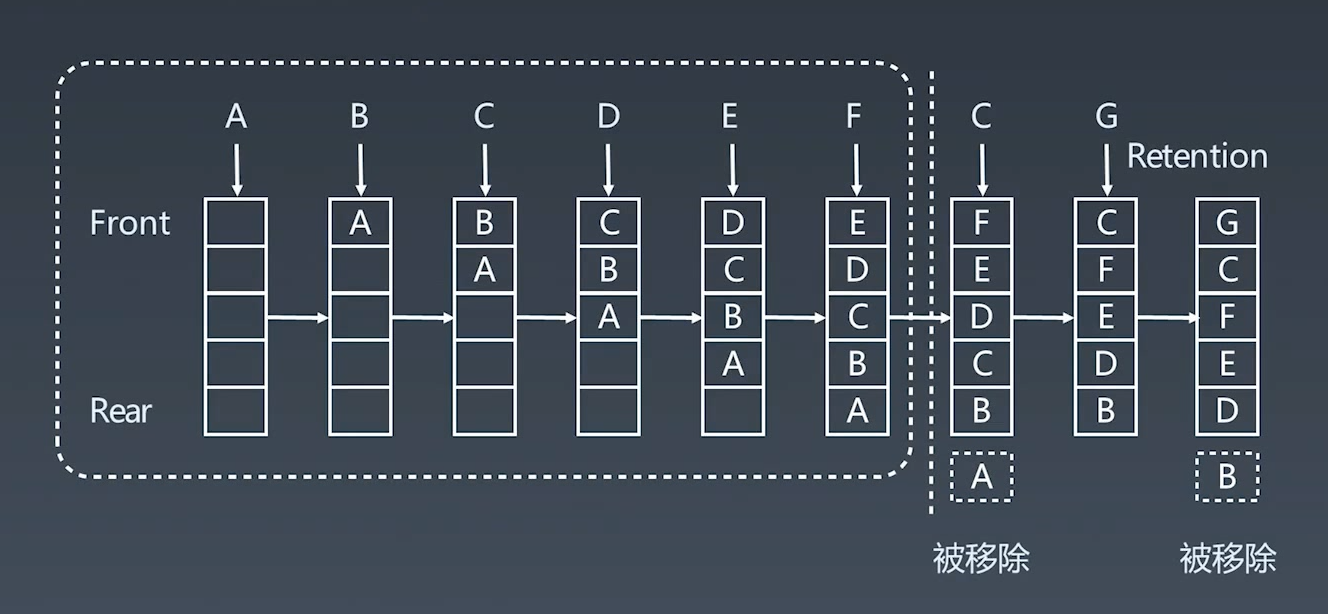 A B C D E F C G
Retention
Front A B C D E F C G
A B C D E F C
A B C D E F
A B C D E
Rear A B B D
A B
被移除 被移除